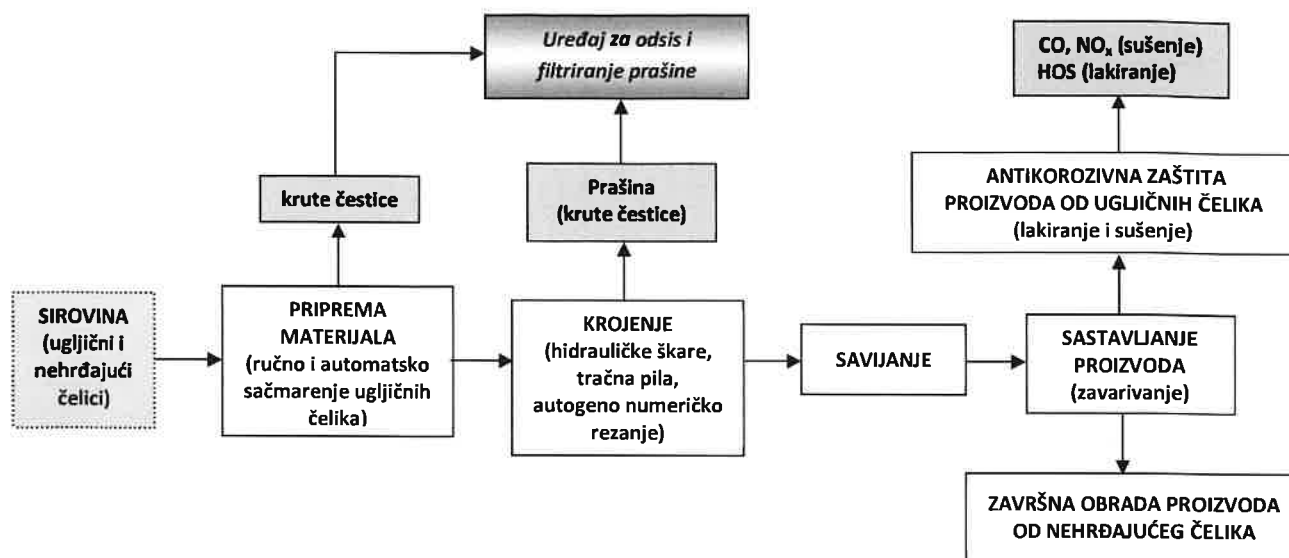 Uređaj za odsis i
filtriranje prašine
CO, NOx (sušenje)
HOS (lakiranje)
krute čestice
Prašina
(krute čestice)
ANTIKOROZIVNA ZAŠTITA
PROIZVODA OD UGLJIČNIH ČELIKA
(lakiranje i sušenje)
SIROVINA
(ugljični i
nehrđajući
čelici)
PRIPREMA
MATERIJALA
(ručno i automatsko
sačmarenje ugljičnih
čelika)
KROJENJE
(hidrauličke škare,
tračna pila,
autogeno numeričko
rezanje)
SAVIJANJE
SASTAVLJANJE
PROIZVODA
(zavarivanje)
ZAVRŠNA OBRADA PROIZVODA
OD NEHRĐAJUĆEG ČELIKA